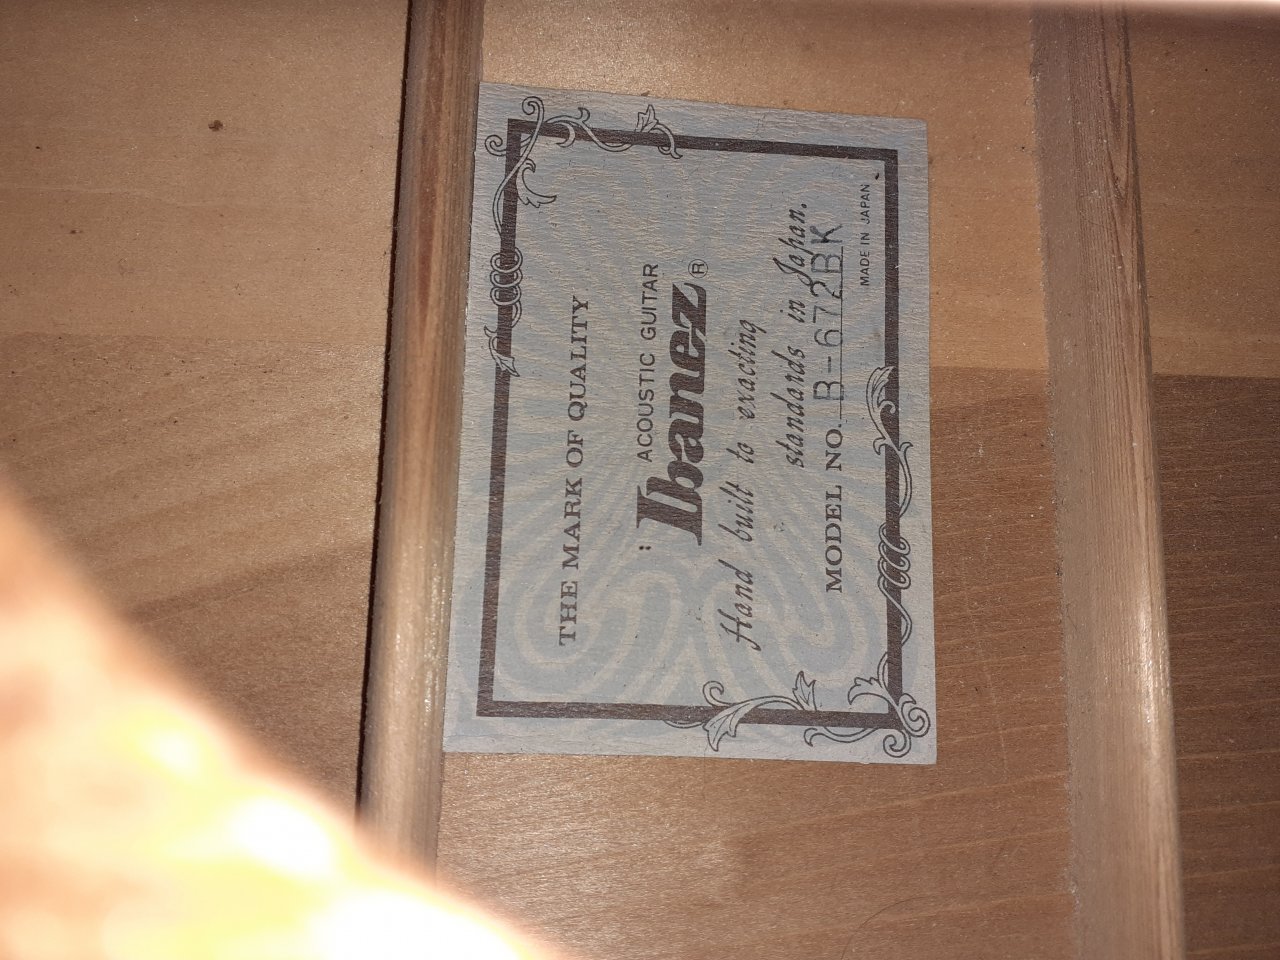 THE MARK OF QUALITY
ACOUSTIC GUITAR
Ibanez®
Hand built to exacting
standards in Japan.
MODEL NO. B-672BK
MADE IN JAPAN